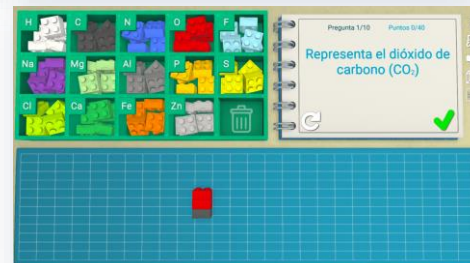 H C N O F
Na Mg Al P S
Cl Ca Fe Zn
Pregunta 1/10 Puntos 0/40
Representa el dióxido de
carbono (CO₂)